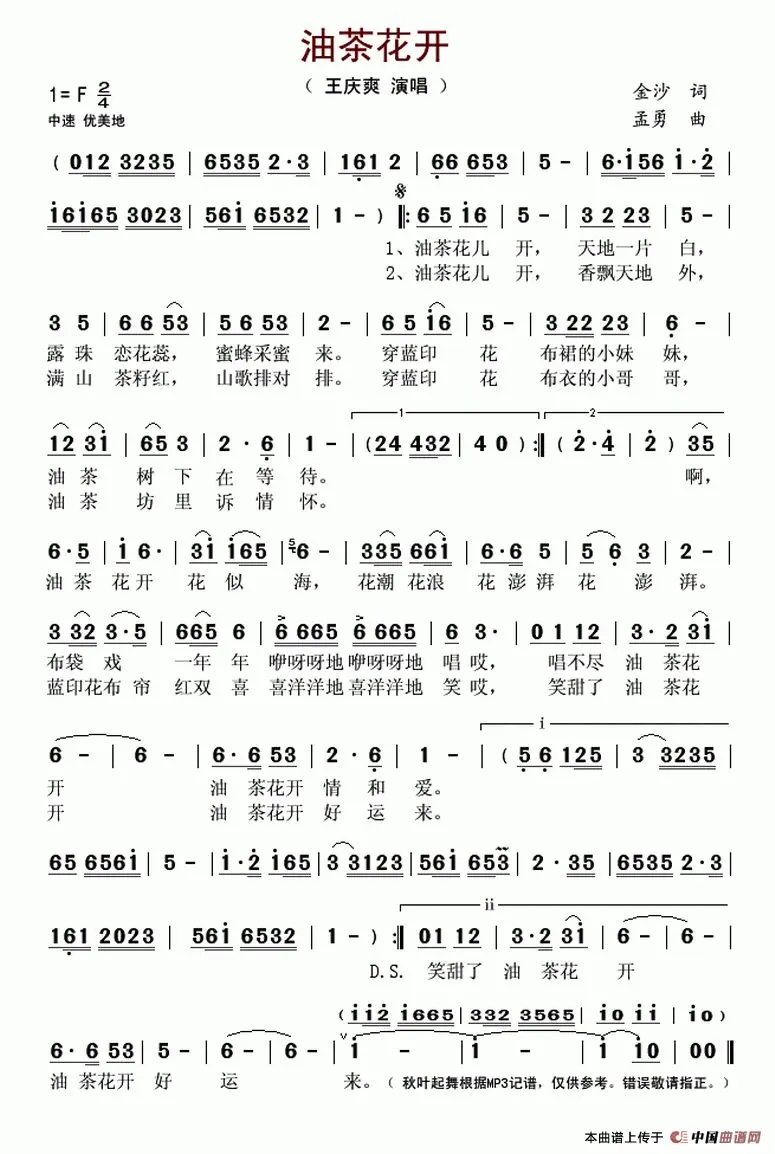 油茶花开
（ 王庆爽 演唱 ）
1= F 2/4
金沙 词
中速 优美地
孟勇 曲
( 012 3235 | 6535 2·3 | 161 2 | 66 653 | 5 - | 6·156 1·2 |
16165 3023 | 561 6532 | 1 - ) ‖: 6 5 16 | 5 - | 3 2 23 | 5 - |
1、油茶花儿 开， 天地一片 白，
2、油茶花儿 开， 香飘天地 外，
3 5 | 6 6 53 | 5 6 53 | 2 - | 6 5 16 | 5 - | 3 22 23 | 6 - |
露 珠 恋花蕊， 蜜蜂采蜜 来。 穿蓝印 花 布裙的小妹 妹，
满 山 茶籽红， 山歌排对 排。 穿蓝印 花 布衣的小哥 哥，
1
2
12 31 | 65 3 | 2 · 6 | 1 - | (24 432 | 4 0 ) :‖ (2·4 | 2 ) 35 |
油 茶 树 下 在 等 待。 啊，
油 茶 坊 里 诉 情 怀。
6·5 | 1 6· | 31 165 | 5 6 - | 335 661 | 6·6 5 | 5 6 3 | 2 - |
油 茶 花 开 花 似 海， 花潮 花浪 花 澎 湃 花 澎 湃。
3 32 3·5 | 665 6 | 6 665 6 665 | 6 3· | 01 12 | 3·2 31 |
布袋 戏 一年 年 咿呀呀地 咿呀呀地 唱 哎， 唱不尽 油 茶花
蓝印花布 帘 红双 喜 喜洋洋地 喜洋洋地 笑 哎， 笑甜了 油 茶花
i
6 - | 6 - | 6·6 53 | 2·6 | 1 - | ( 5 6 125 | 3 3235 |
开 油 茶花开 情 和 爱。
开 油 茶花开 好 运 来。
65 6561 | 5 - | 1·2 165 | 3 3123 | 561 653 | 2·35 | 6535 2·3 |
ii
161 2023 | 561 6532 | 1 - ) :‖ 01 12 | 3·2 31 | 6 - | 6 - |
D.S. 笑甜了 油 茶花 开
( 112 1665 | 332 3565 | 10 11 | 10 )
6·6 53 | 5 - | 6 - | 6 - | 1 - | 1 - | 1 10 | 00 ‖
油 茶花开 好 运 来。（ 秋叶起舞根据MP3记谱，仅供参考。错误敬请指正。）
本曲谱上传于 中国曲谱网